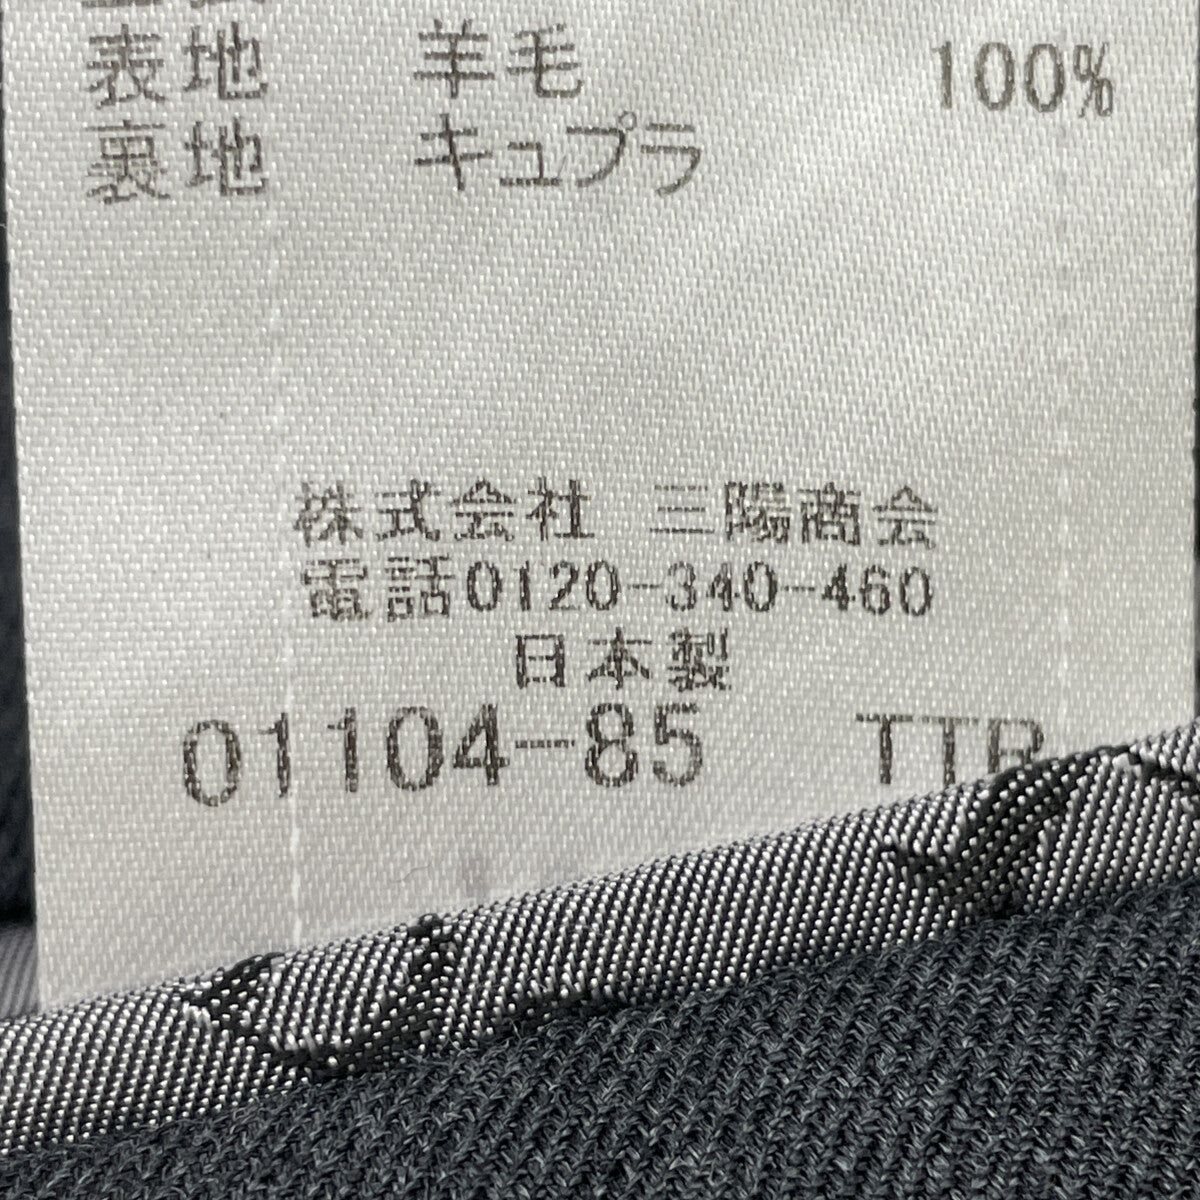 表地 羊毛 100%
裏地 キュプラ
株式会社 三陽商会
電話0120-340-460
日本製
01104-85 TTR